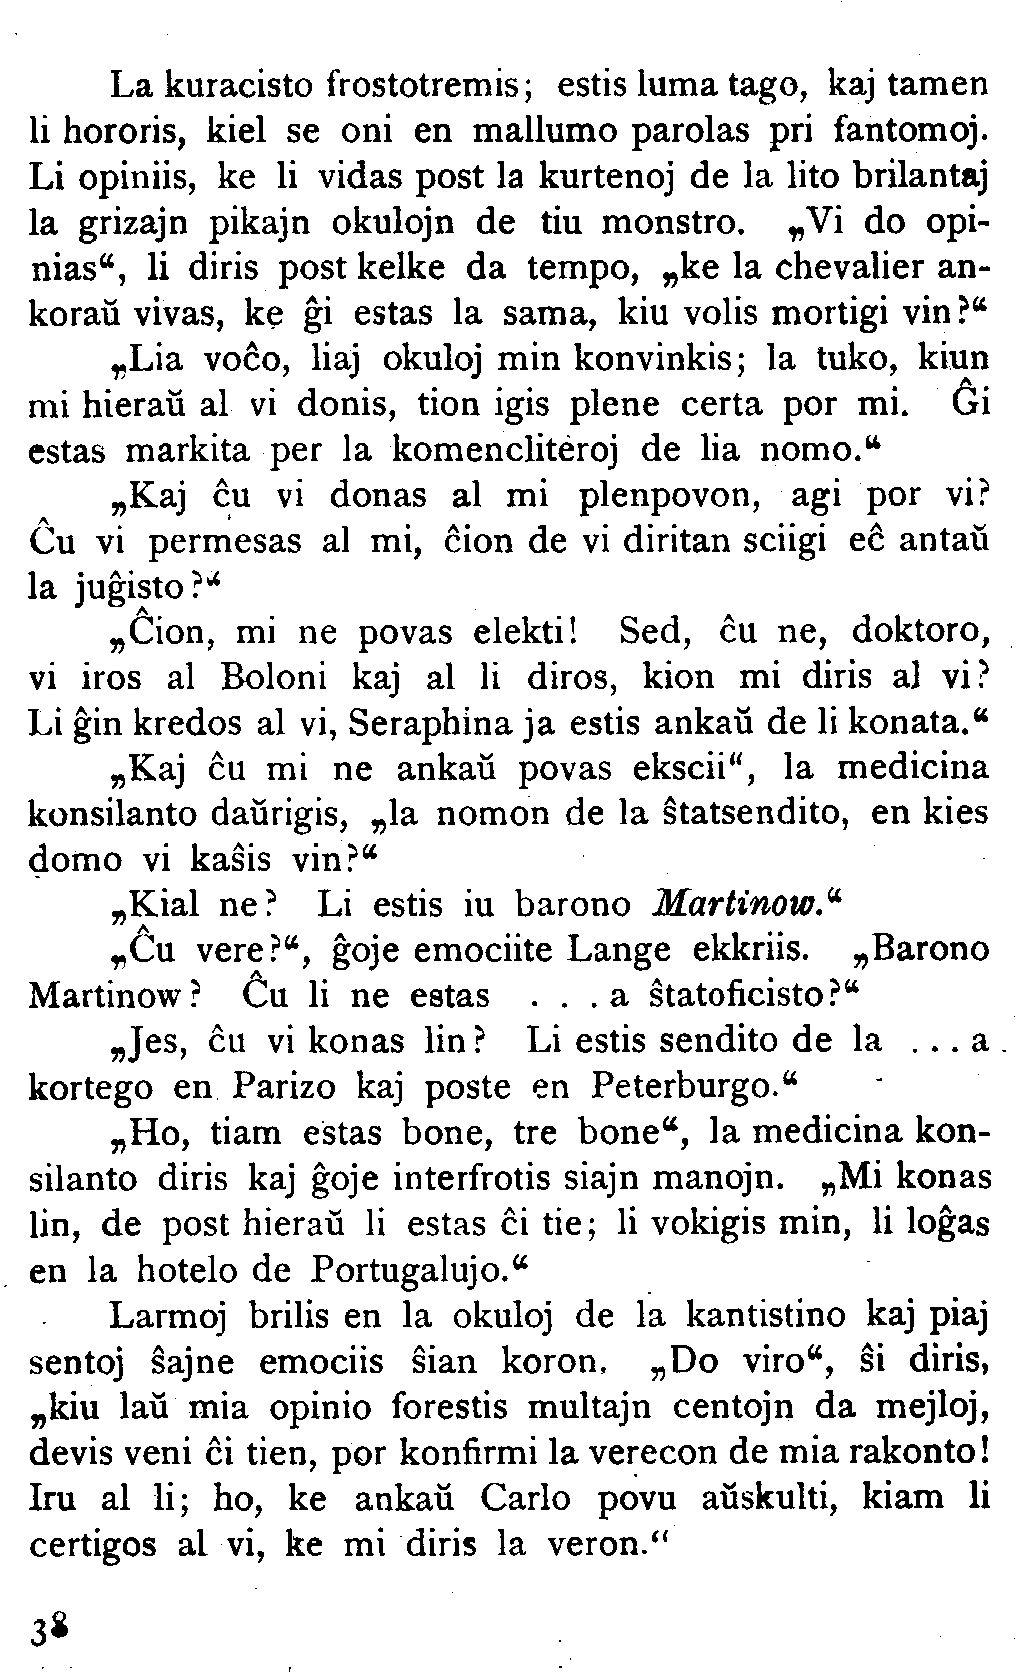 La kuracisto frostotremis; estis luma tago, kaj tamen
li hororis, kiel se oni en mallumo parolas pri fantomoj.
Li opiniis, ke li vidas post la kurtenoj de la lito brilantaj
la grizajn pikajn okulojn de tiu monstro. „Vi do opi-
nias“, li diris post kelke da tempo, „ke la chevalier an-
koraŭ vivas, ke ĝi estas la sama, kiu volis mortigi vin?“
„Lia voĉo, liaj okuloj min konvinkis; la tuko, kiun
mi hieraŭ al vi donis, tion igis plene certa por mi. Ĝi
estas markita per la komencliteroj de lia nomo.“
„Kaj ĉu vi donas al mi plenpovon, agi por vi?
Ĉu vi permesas al mi, ĉion de vi diritan sciigi eĉ antaŭ
la juĝisto?“
„Ĉion, mi ne povas elekti! Sed, ĉu ne, doktoro,
vi iros al Boloni kaj al li diros, kion mi diris al vi?
Li ĝin kredos al vi, Seraphina ja estis ankaŭ de li konata.“
„Kaj ĉu mi ne ankaŭ povas ekscii“, la medicina
konsilanto daŭrigis, „la nomon de la ŝtatsendito, en kies
domo vi kaŝis vin?“
„Kial ne? Li estis iu barono Martinow.“
„Ĉu vere?“, ĝoje emociite Lange ekkriis. „Barono
Martinow? Ĉu li ne estas . . . a ŝtatoficisto?“
„Jes, ĉu vi konas lin? Li estis sendito de la ... a
kortego en Parizo kaj poste en Peterburgo.“
„Ho, tiam estas bone, tre bone“, la medicina kon-
silanto diris kaj ĝoje interfrotis siajn manojn. „Mi konas
lin, de post hieraŭ li estas ĉi tie; li vokigis min, li loĝas
en la hotelo de Portugalujo.“
Larmoj brilis en la okuloj de la kantistino kaj piaj
sentoj ŝajne emociis ŝian koron. „Do viro“, ŝi diris,
„kiu laŭ mia opinio forestis multajn centojn da mejloj,
devis veni ĉi tien, por konfirmi la verecon de mia rakonto!
Iru al li; ho, ke ankaŭ Carlo povu aŭskulti, kiam li
certigos al vi, ke mi diris la veron.“
38